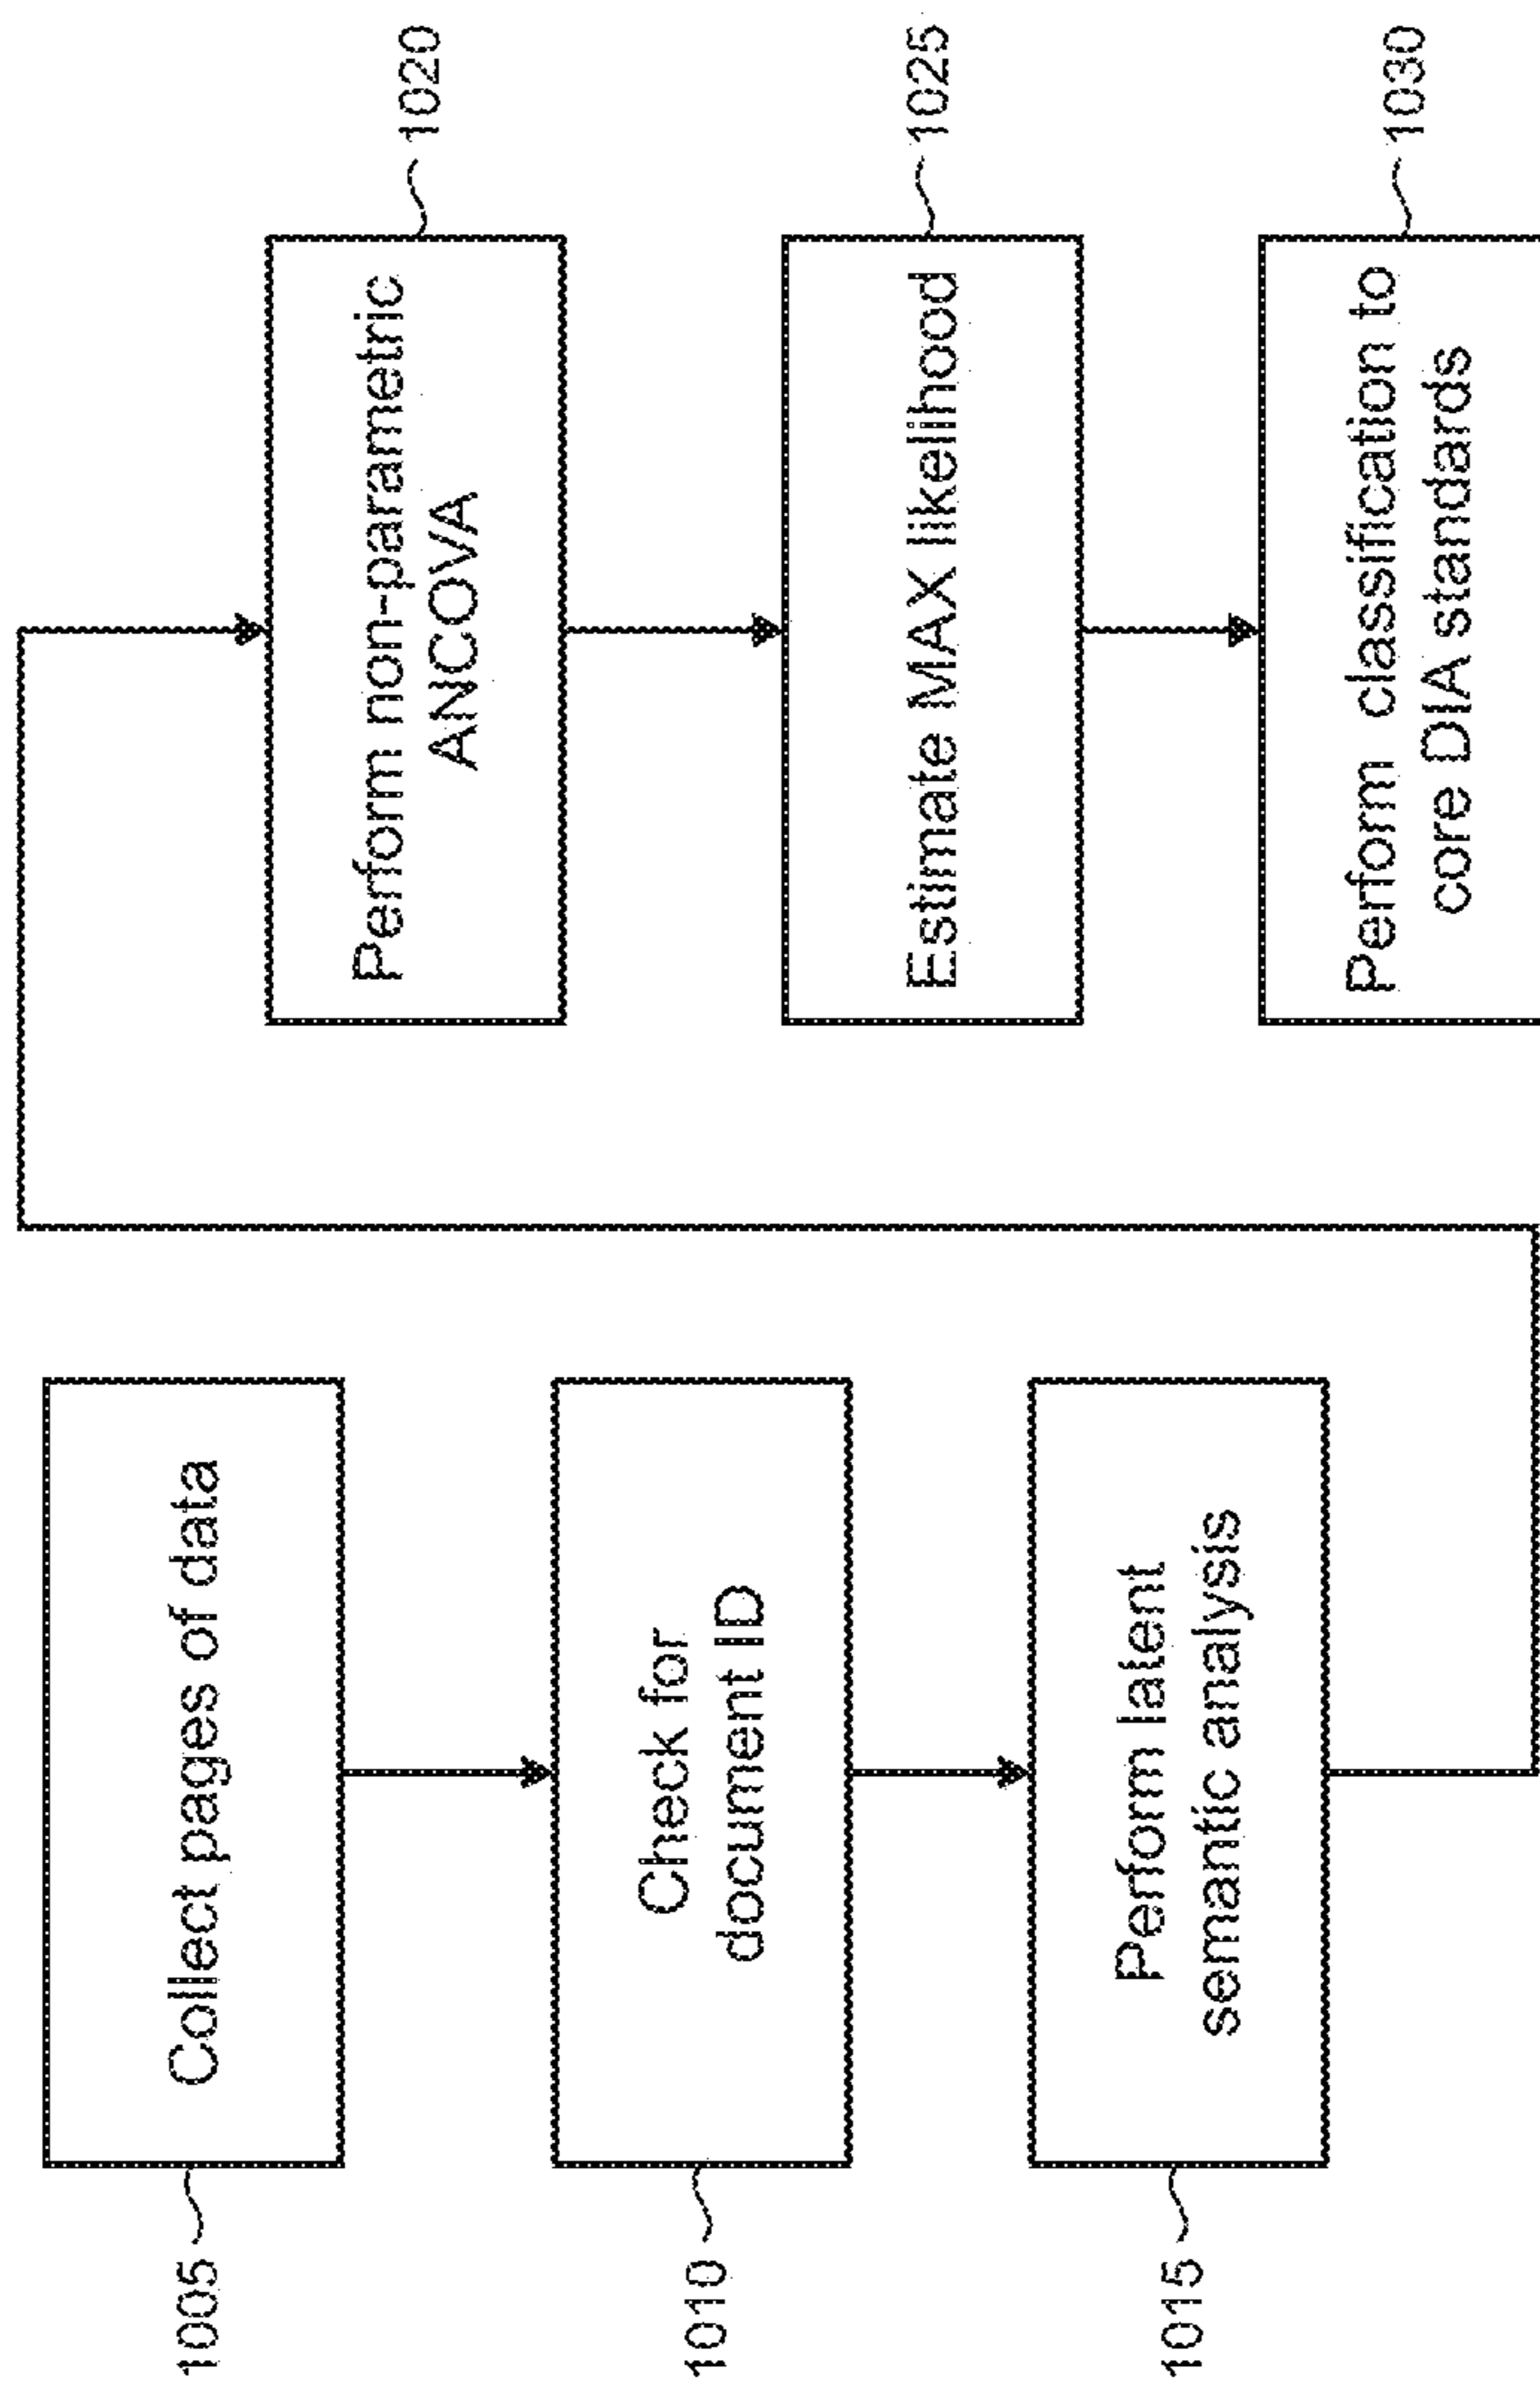 1005
Collect pages of data
1010
Check for
document ID
1015
Perform latent
semantic analysis
Perform non-parametric
ANCOVA
1020
Estimate MAX likelihood
1025
Perform classification to
core DIA standards
1030